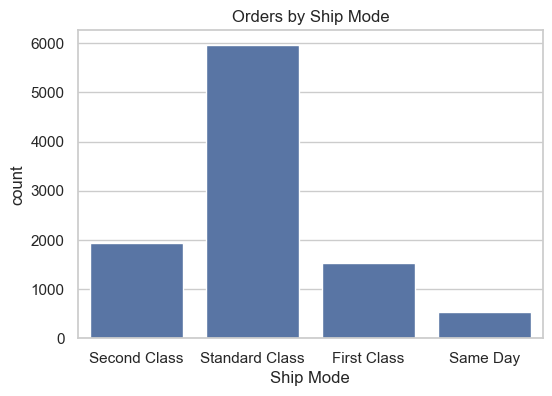 Orders by Ship Mode
6000
5000
4000
3000
2000
1000
0
count
Second Class Standard Class First Class Same Day
Ship Mode